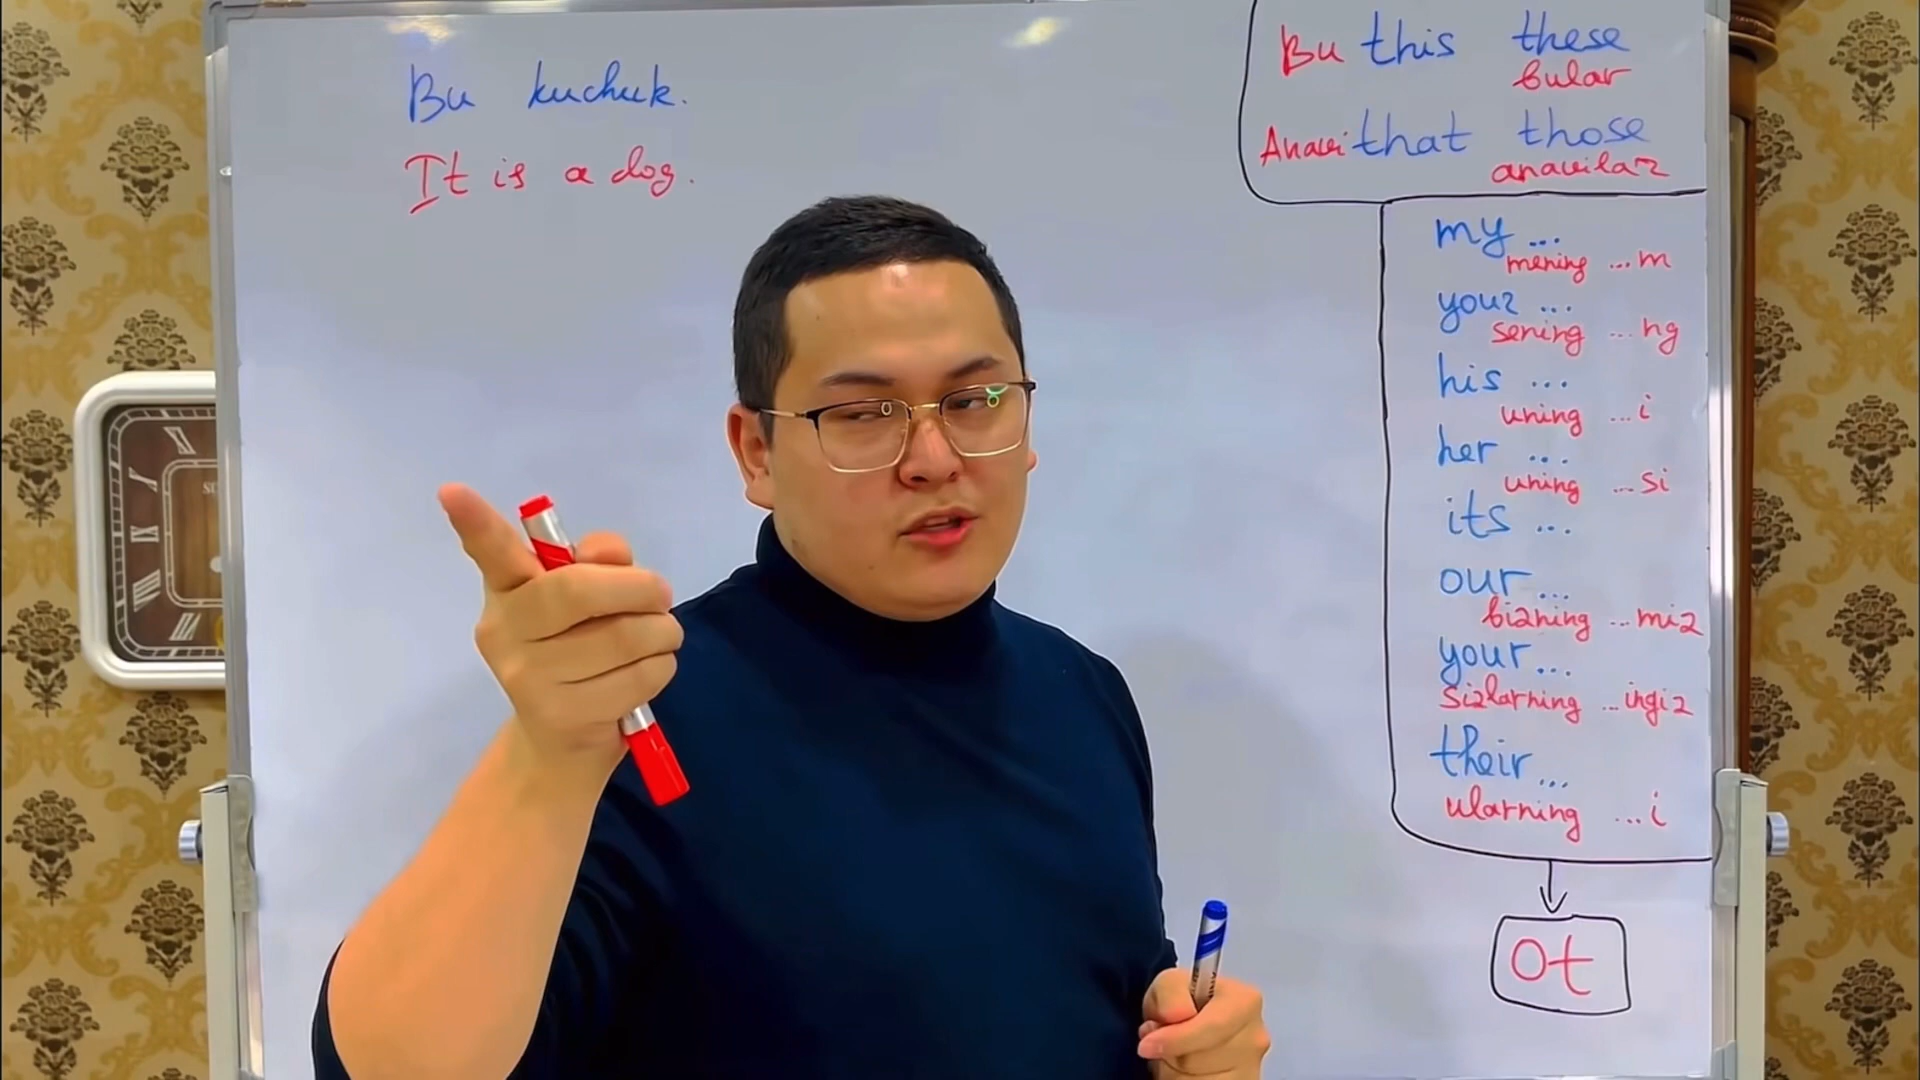 Bu kuchuk.
It is a dog.
Bu this these
bular
Anavi that those
anavilar
my ...
mening ...m
your ...
sening ...ng
his ...
uning ...i
her ...
uning ...si
its ...
our ...
bizning ...miz
your...
sizlarning ...ingiz
their...
ularning ...i
Ot